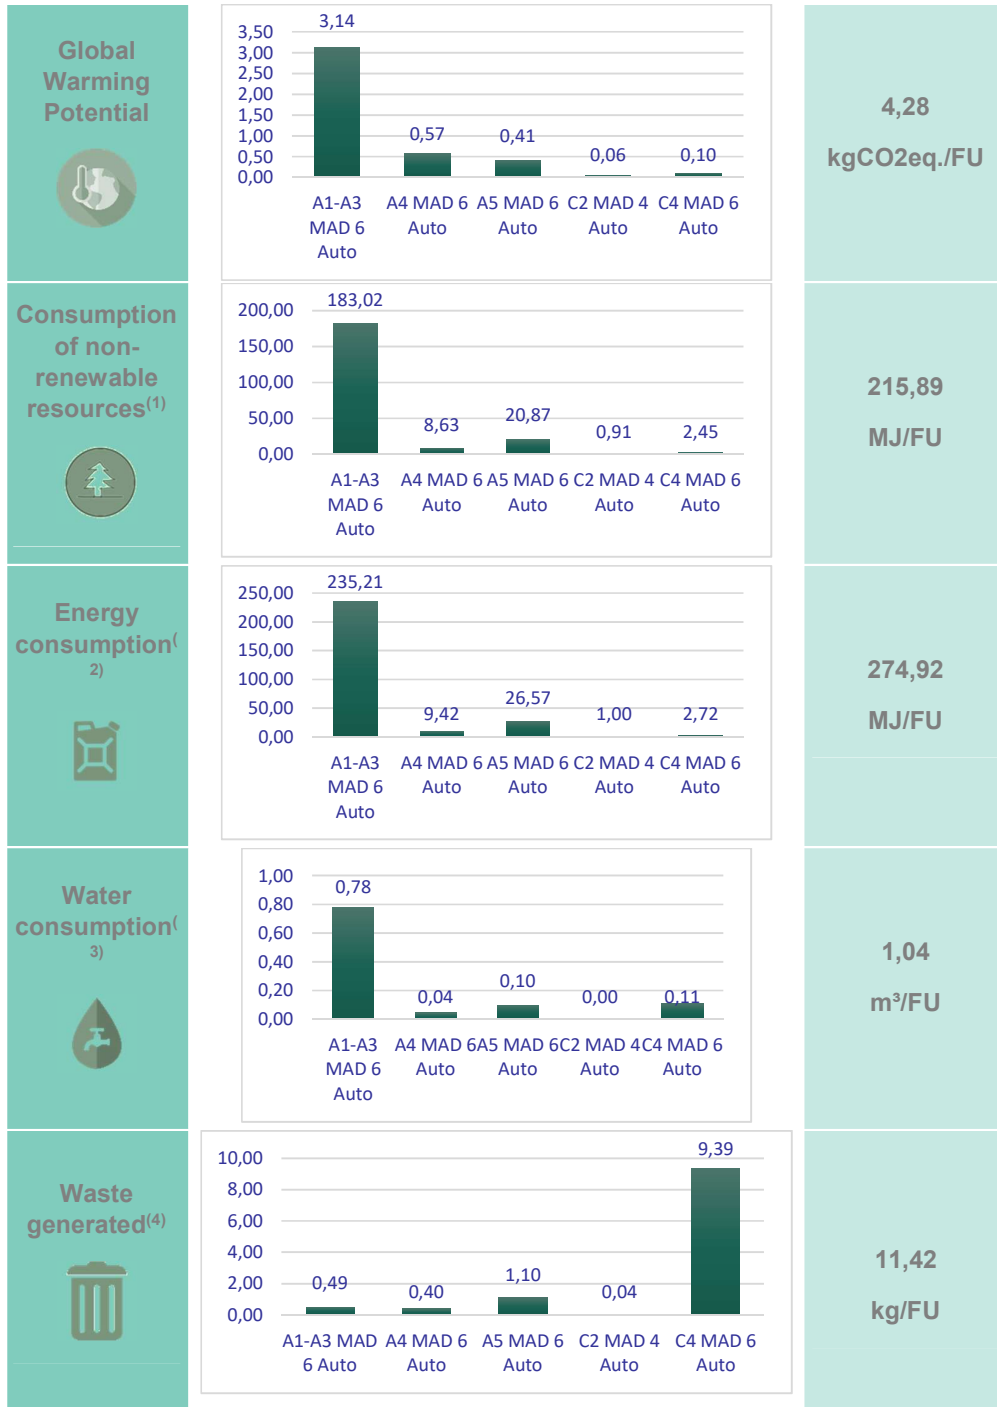 Global
Warming
Potential
3,14
3,50
3,00
2,50
2,00
1,50
1,00
0,50
0,00
0,57
0,41
0,06
0,10
A1-A3 A4 MAD 6 A5 MAD 6 C2 MAD 4 C4 MAD 6
MAD 6 Auto Auto Auto Auto
Auto
4,28
kgCO2eq./FU
Consumption
of non-
renewable
resources(1)
183,02
200,00
150,00
100,00
50,00
0,00
8,63
20,87
0,91
2,45
A1-A3 A4 MAD 6 A5 MAD 6 C2 MAD 4 C4 MAD 6
MAD 6 Auto Auto Auto Auto
Auto
215,89
MJ/FU
Energy
consumption(
2)
235,21
250,00
200,00
150,00
100,00
50,00
0,00
9,42
26,57
1,00
2,72
A1-A3 A4 MAD 6 A5 MAD 6 C2 MAD 4 C4 MAD 6
MAD 6 Auto Auto Auto Auto
Auto
274,92
MJ/FU
Water
consumption(
3)
1,00
0,80
0,60
0,40
0,20
0,00
0,78
0,04
0,10
0,00
0,11
A1-A3 A4 MAD 6 A5 MAD 6 C2 MAD 4 C4 MAD 6
MAD 6 Auto Auto Auto Auto
Auto
1,04
m³/FU
Waste
generated(4)
10,00
8,00
6,00
4,00
2,00
0,00
0,49
0,40
1,10
0,04
9,39
A1-A3 MAD A4 MAD 6 A5 MAD 6 C2 MAD 4 C4 MAD 6
6 Auto Auto Auto Auto Auto
11,42
kg/FU